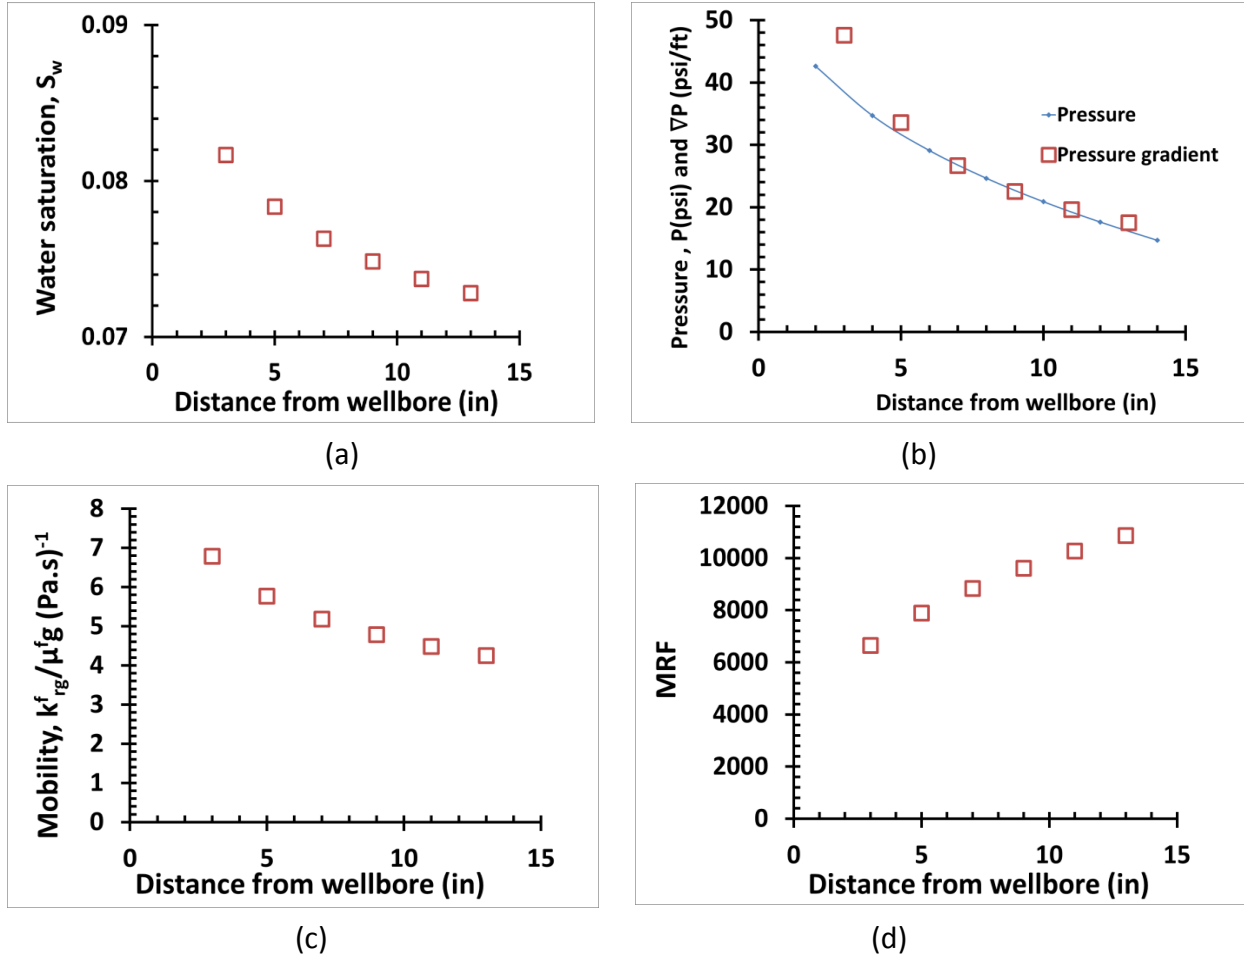 0.09
0.08
0.07
Water saturation, Sw
0 5 10 15
Distance from wellbore (in)
(a)
50
40
30
20
10
0
Pressure , P(psi) and ∇P (psi/ft)
Pressure
Pressure gradient
0 5 10 15
Distance from wellbore (in)
(b)
8
7
6
5
4
3
2
1
0
Mobility, k^f_rg/μ^f g (Pa.s)^-1
0 5 10 15
Distance from wellbore (in)
(c)
12000
10000
8000
6000
4000
2000
0
MRF
0 5 10 15
Distance from wellbore (in)
(d)